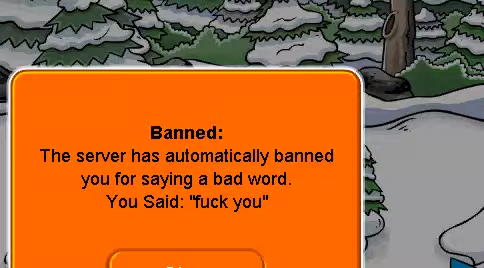 Banned:
The server has automatically banned
you for saying a bad word.
You Said: "fuck you"